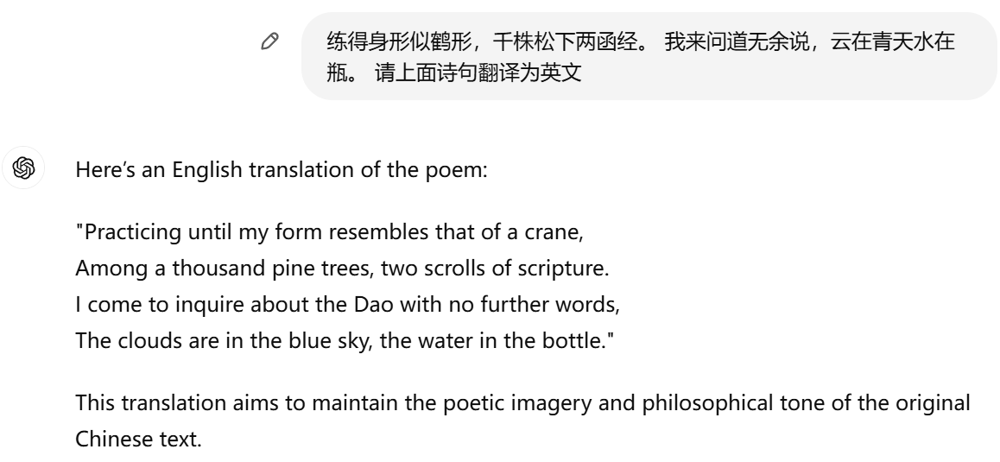 练得身形似鹤形，千株松下两函经。 我来问道无余说，云在青天水在
瓶。 请上面诗句翻译为英文
Here’s an English translation of the poem:
"Practicing until my form resembles that of a crane,
Among a thousand pine trees, two scrolls of scripture.
I come to inquire about the Dao with no further words,
The clouds are in the blue sky, the water in the bottle."
This translation aims to maintain the poetic imagery and philosophical tone of the original
Chinese text.